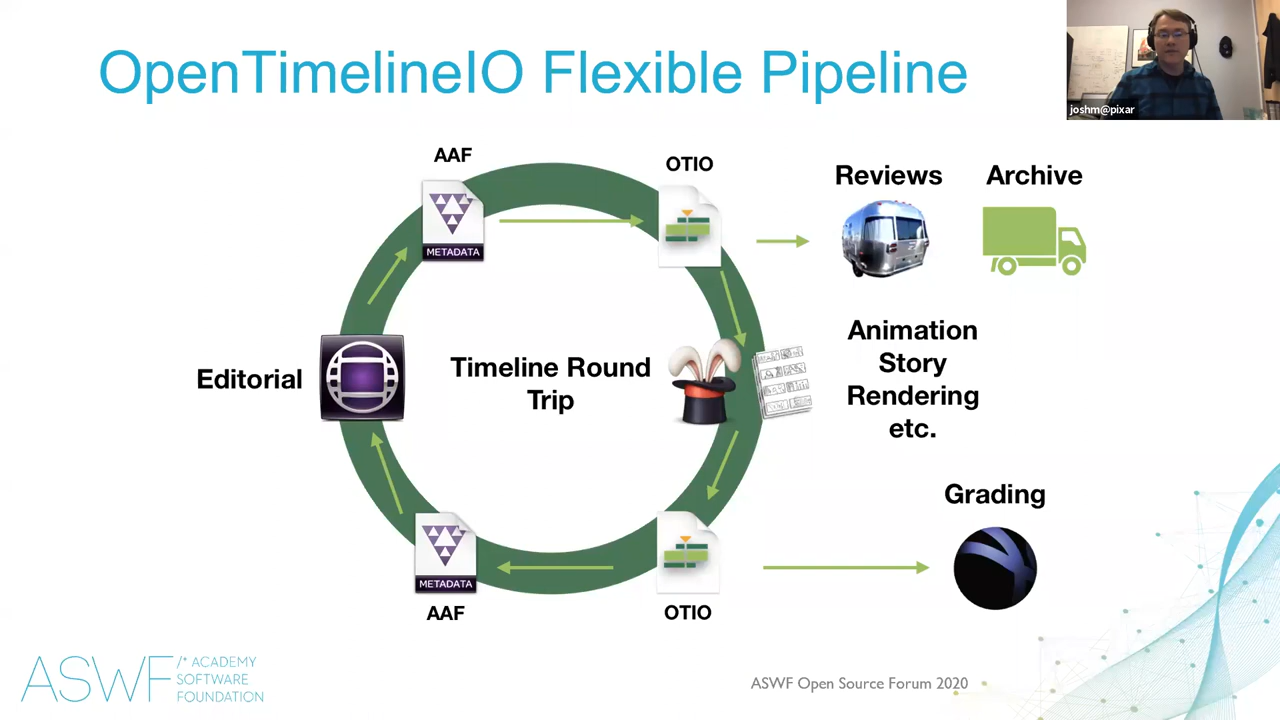 OpenTimelineIO Flexible Pipeline
joshm@pixar
AAF
OTIO
Reviews
Archive
METADATA
Editorial
Timeline Round
Trip
Animation
Story
Rendering
etc.
Grading
METADATA
AAF
OTIO
ASWF
/* ACADEMY
SOFTWARE
FOUNDATION
ASWF Open Source Forum 2020